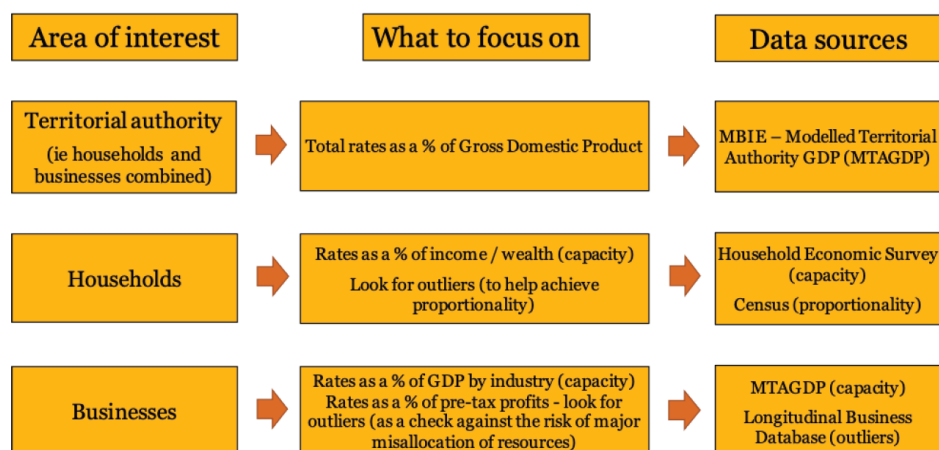 Area of interest
What to focus on
Data sources
Territorial authority
(ie households and
businesses combined)
Total rates as a % of Gross Domestic Product
MBIE – Modelled Territorial
Authority GDP (MTAGDP)
Households
Rates as a % of income / wealth (capacity)
Look for outliers (to help achieve
proportionality)
Household Economic Survey
(capacity)
Census (proportionality)
Businesses
Rates as a % of GDP by industry (capacity)
Rates as a % of pre-tax profits - look for
outliers (as a check against the risk of major
misallocation of resources)
MTAGDP (capacity)
Longitudinal Business
Database (outliers)